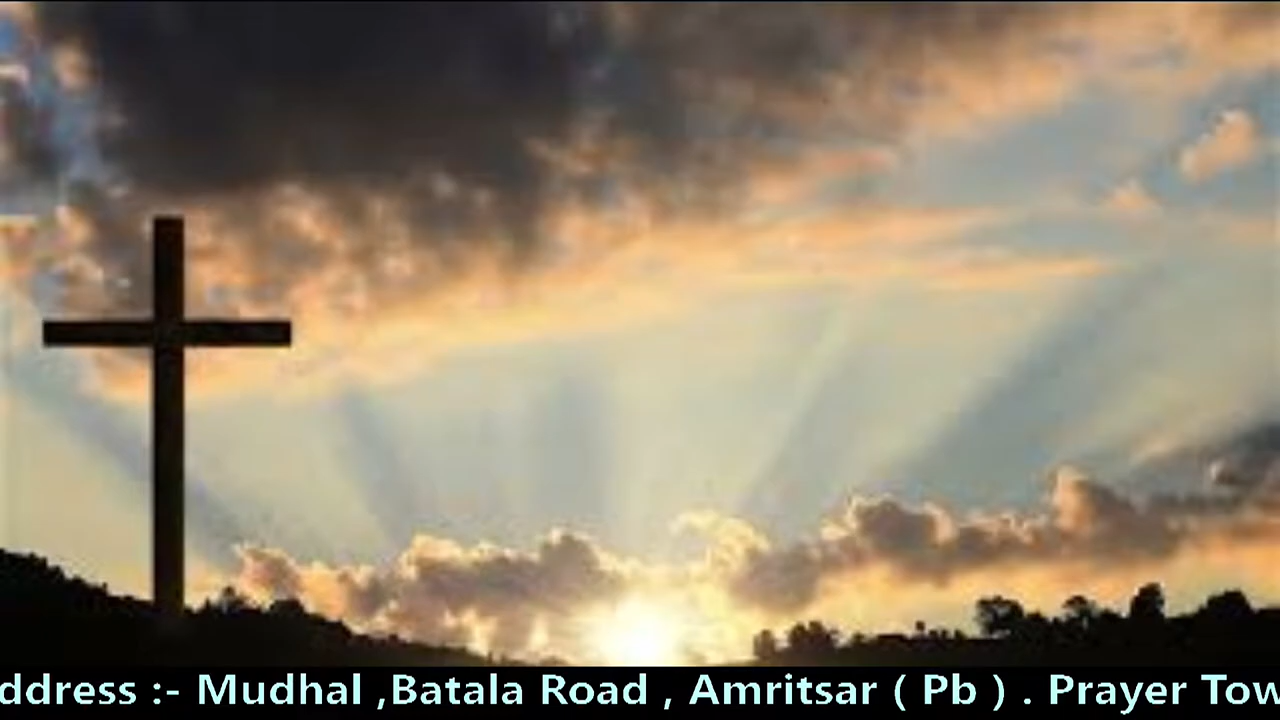 ddress :- Mudhal ,Batala Road , Amritsar ( Pb ) . Prayer Tow